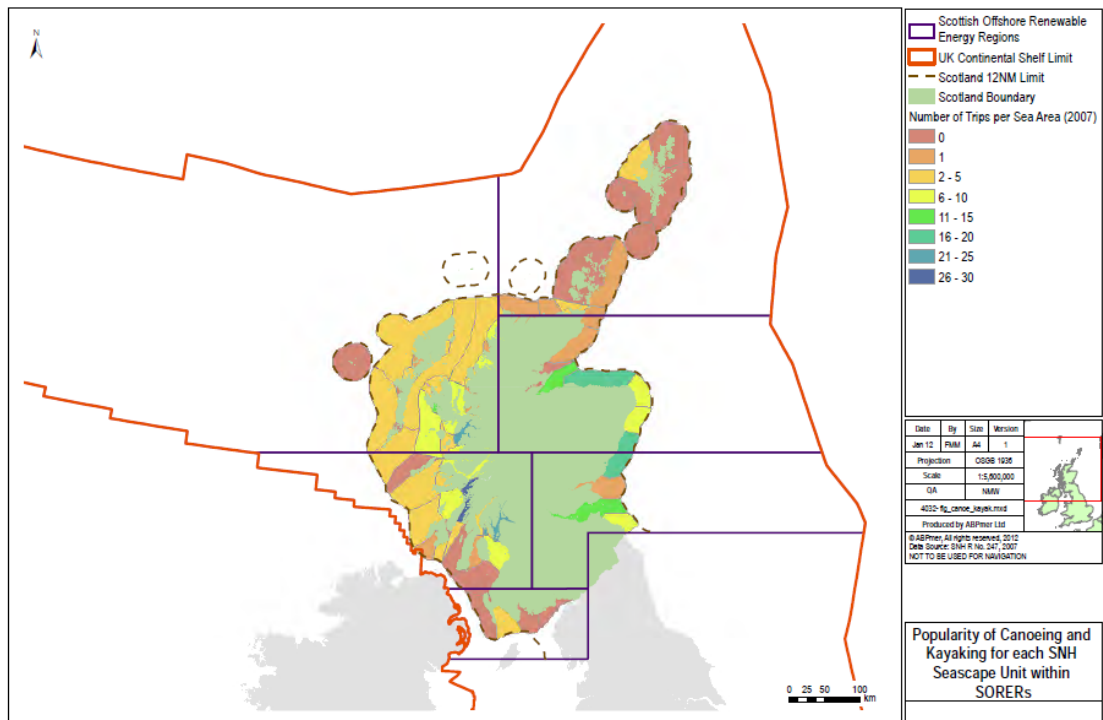 N
Scottish Offshore Renewable
Energy Regions
UK Continental Shelf Limit
Scotland 12NM Limit
Scotland Boundary
Number of Trips per Sea Area (2007)
0
1
2 - 5
6 - 10
11 - 15
16 - 20
21 - 25
26 - 30
Date By Size Version
Jan 12 FMM A4 1
Projection OSGB 1936
Scale 1:5,600,000
QA NMW
4032- fig_canoe_kayak.mxd
Produced by ABPmer Ltd
© ABPmer, All rights reserved, 2012
Data Source: SNH R No. 247, 2007
NOT TO BE USED FOR NAVIGATION
Popularity of Canoeing and
Kayaking for each SNH
Seascape Unit within
SORERs
0 25 50 100
km